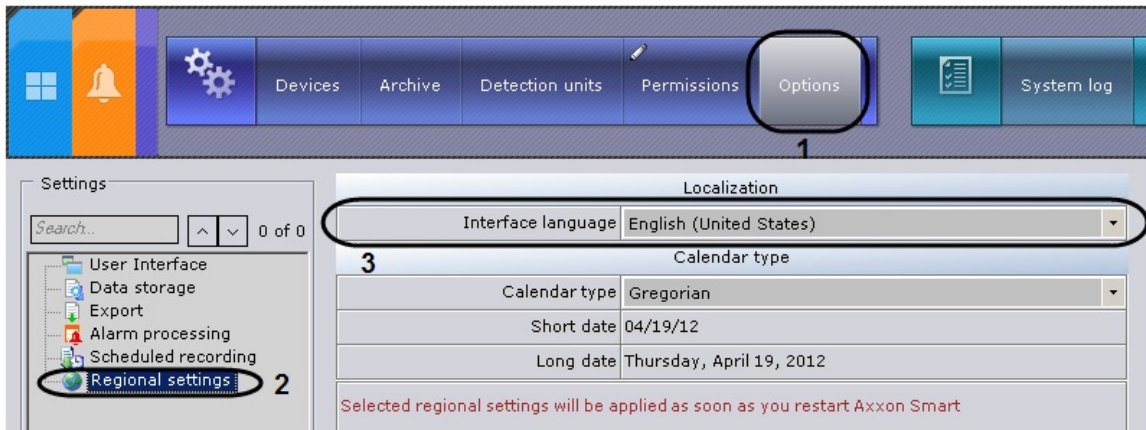 Devices Archive Detection units Permissions Options System log
1
Settings
Search... 0 of 0
User Interface
Data storage
Export
Alarm processing
Scheduled recording
Regional settings 2
Localization
Interface language English (United States)
3 Calendar type
Calendar type Gregorian
Short date 04/19/12
Long date Thursday, April 19, 2012
Selected regional settings will be applied as soon as you restart Axxon Smart